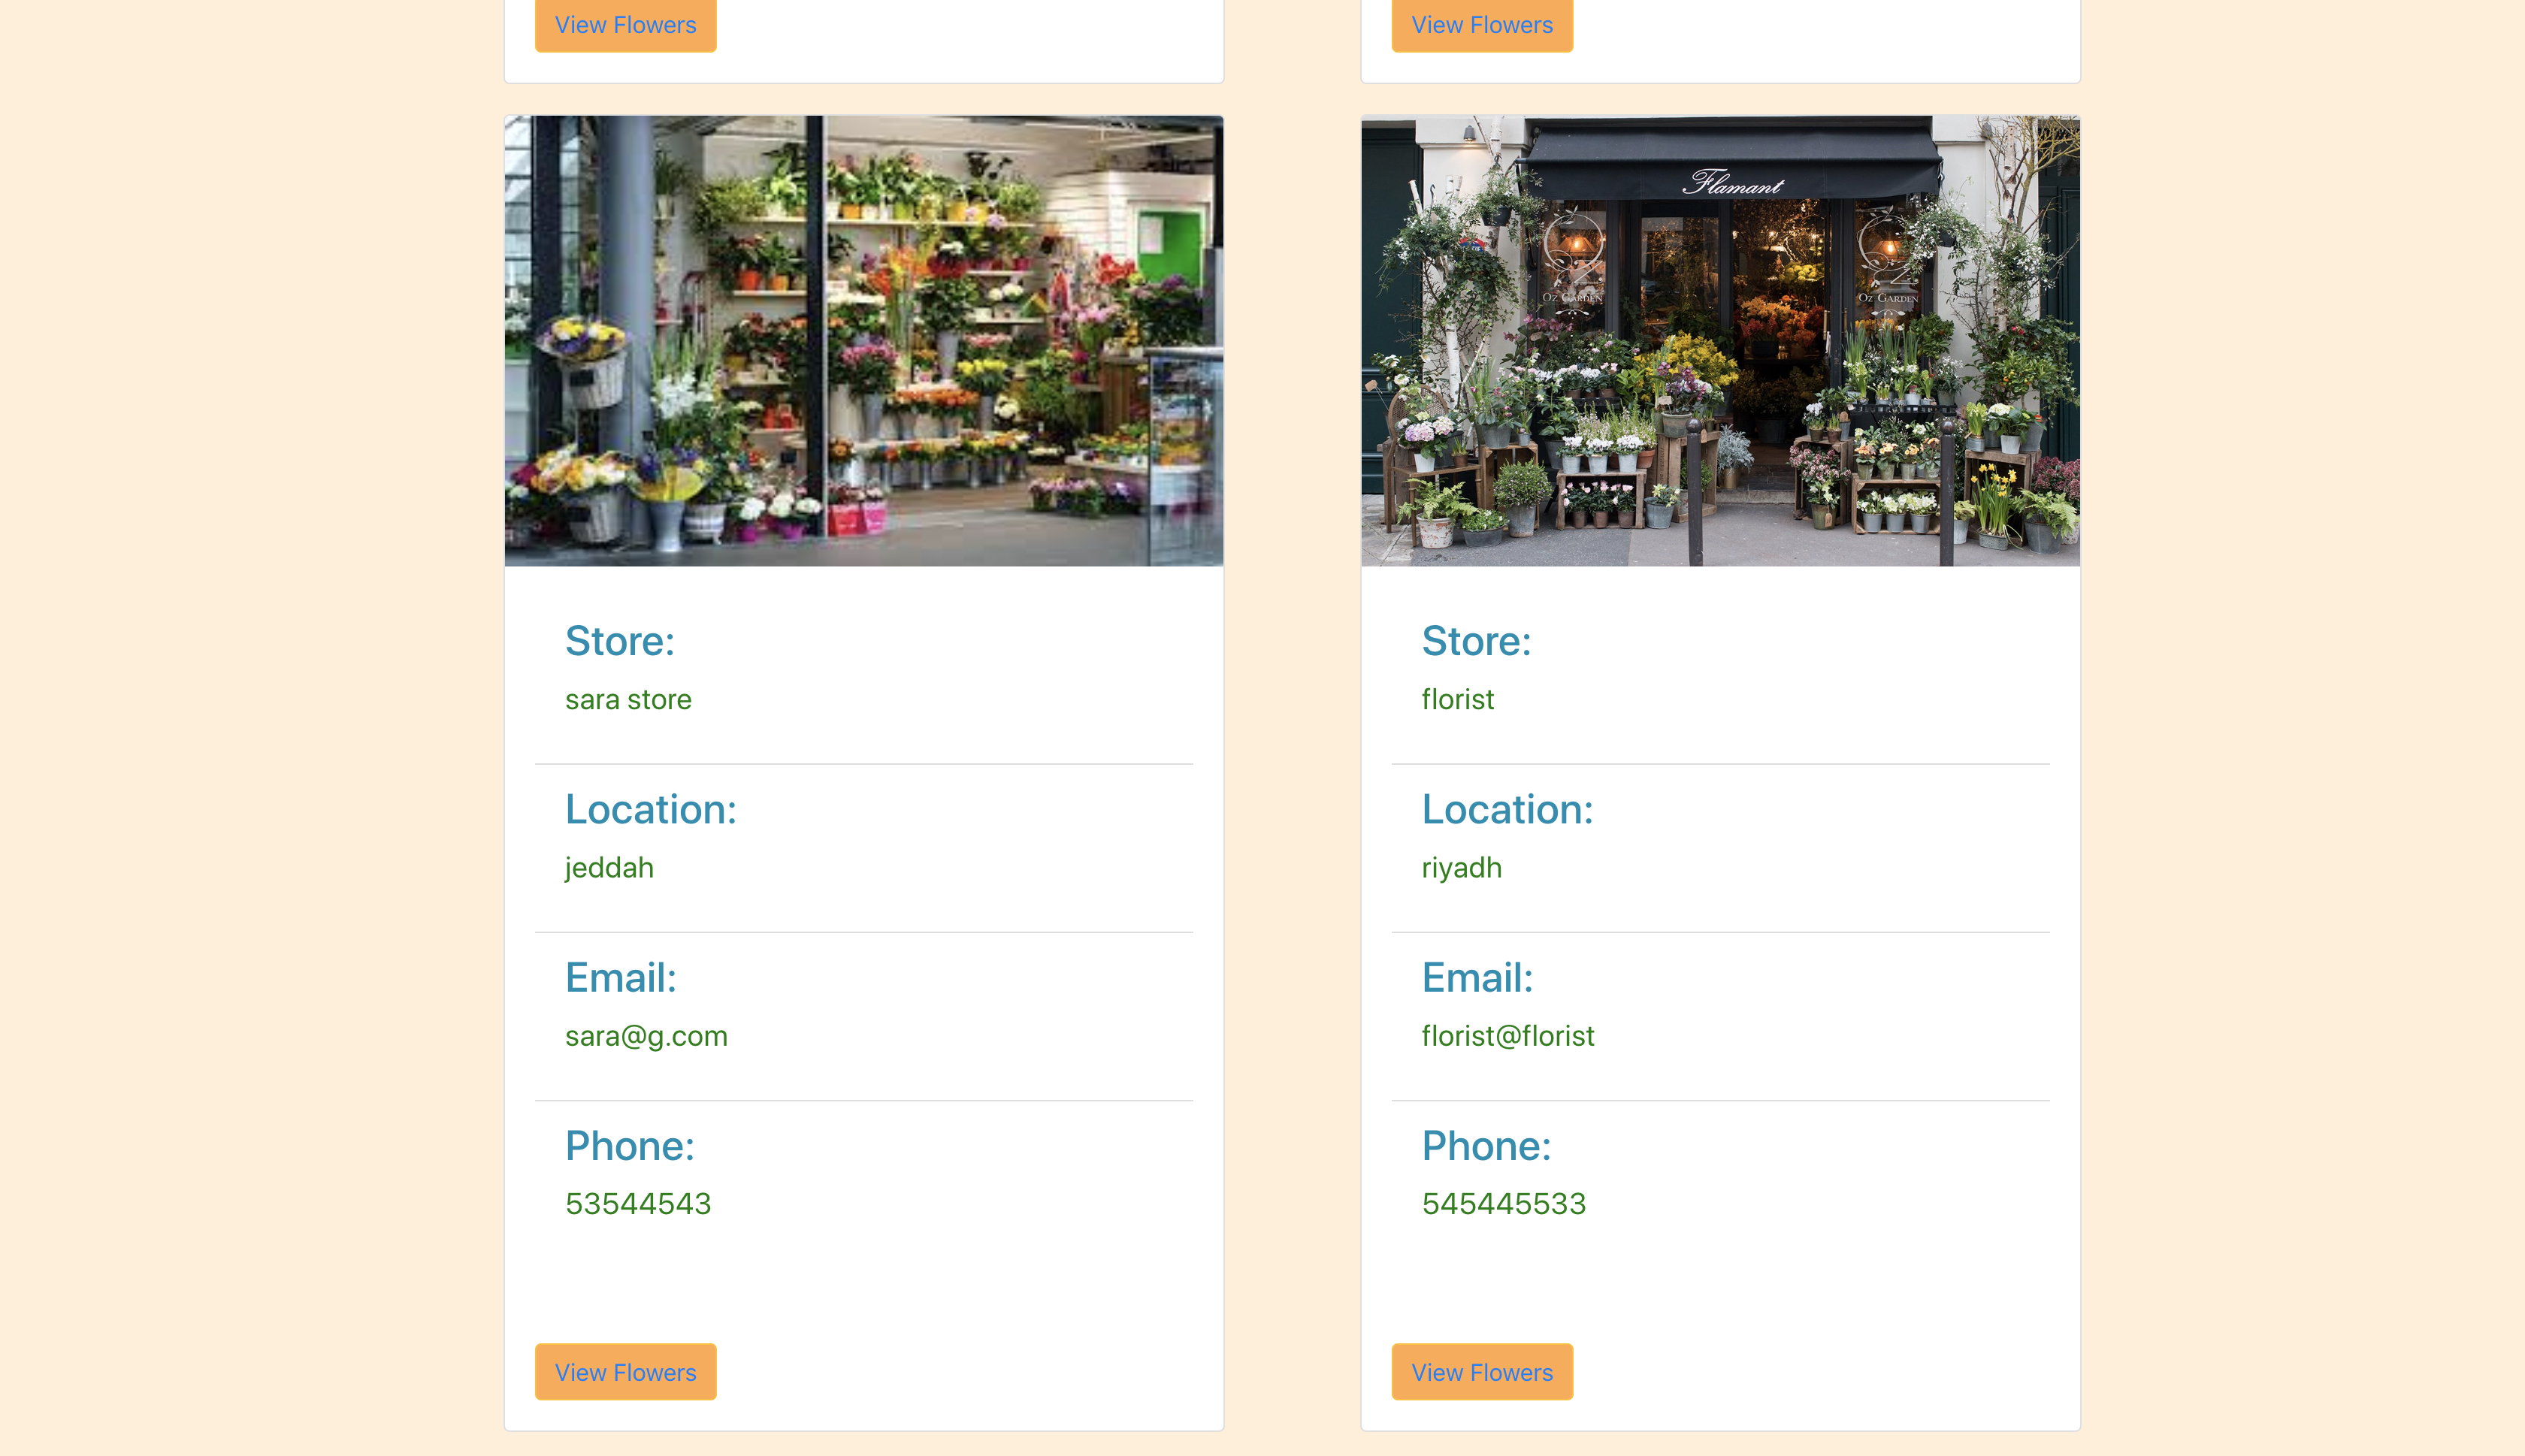 View Flowers
View Flowers
Flamant
Oz Garden
Oz Garden
Store:
sara store
Location:
jeddah
Email:
sara@g.com
Phone:
53544543
View Flowers
Store:
florist
Location:
riyadh
Email:
florist@florist
Phone:
545445533
View Flowers